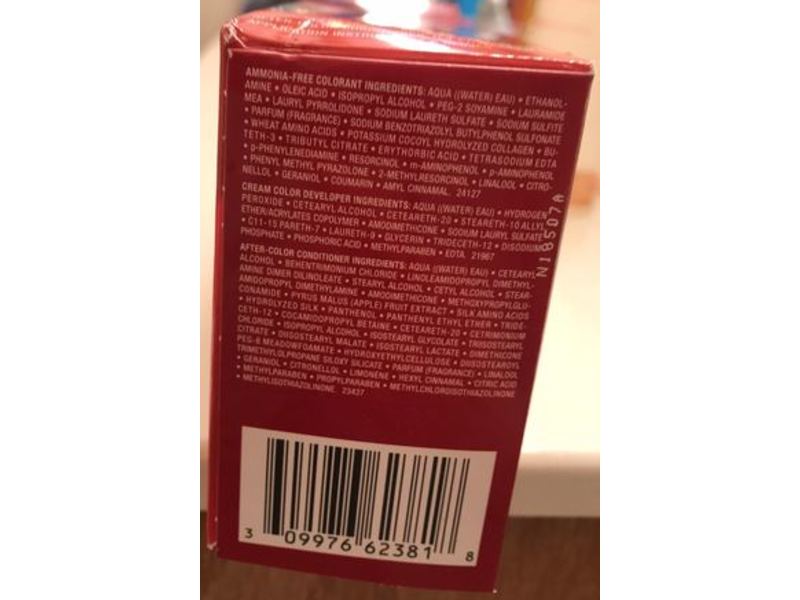 APPLICATION INSTRU
AMMONIA-FREE COLORANT INGREDIENTS: AQUA ((WATER) EAU) • ETHANOL-
AMINE • OLEIC ACID • ISOPROPYL ALCOHOL • PEG-2 SOYAMINE • LAURAMIDE
MEA • LAURYL PYRROLIDONE • SODIUM LAURETH SULFATE • SODIUM SULFITE
• PARFUM (FRAGRANCE) • SODIUM BENZOTRIAZOLYL BUTYLPHENOL SULFONATE
• WHEAT AMINO ACIDS • POTASSIUM COCOYL HYDROLYZED COLLAGEN • BU-
TETH-3 • TRIBUTYL CITRATE • ERYTHORBIC ACID • TETRASODIUM EDTA
• p-PHENYLENEDIAMINE • RESORCINOL • m-AMINOPHENOL • p-AMINOPHENOL
• PHENYL METHYL PYRAZOLONE • 2-METHYLRESORCINOL • LINALOOL • CITRO-
NELLOL • GERANIOL • COUMARIN • AMYL CINNAMAL. 24127
CREAM COLOR DEVELOPER INGREDIENTS: AQUA ((WATER) EAU) • HYDROGEN
PEROXIDE • CETEARYL ALCOHOL • CETEARETH-20 • STEARETH-10 ALLYL
ETHER/ACRYLATES COPOLYMER • AMODIMETHICONE • SODIUM LAURYL SULFATE
• C11-15 PARETH-7 • LAURETH-9 • GLYCERIN • TRIDECETH-12 • DISODIUM
PHOSPHATE • PHOSPHORIC ACID • METHYLPARABEN • EDTA. 21967
AFTER-COLOR CONDITIONER INGREDIENTS: AQUA ((WATER) EAU) • CETEARYL
ALCOHOL • BEHENTRIMONIUM CHLORIDE • LINOLEAMIDOPROPYL DIMETHYL-
AMINE DIMER DILINOLEATE • STEARYL ALCOHOL • CETYL ALCOHOL • STEAR-
AMIDOPROPYL DIMETHYLAMINE • AMODIMETHICONE • METHOXYPROPYLGLU-
CONAMIDE • PYRUS MALUS (APPLE) FRUIT EXTRACT • SILK AMINO ACIDS
• HYDROLYZED SILK • PANTHENOL • PANTHENYL ETHYL ETHER • TRIDE-
CETH-12 • COCAMIDOPROPYL BETAINE • CETEARETH-20 • CETRIMONIUM
CHLORIDE • ISOPROPYL ALCOHOL • ISOSTEARYL GLYCOLATE • TRIISOSTEARYL
CITRATE • DIISOSTEARYL MALATE • ISOSTEARYL LACTATE • DIMETHICONE
PEG-8 MEADOWFOAMATE • HYDROXYETHYLCELLULOSE • DIISOSTEAROYL
TRIMETHYLOLPROPANE SILOXY SILICATE • PARFUM (FRAGRANCE) • LINALOOL
• GERANIOL • CITRONELLOL • LIMONENE • HEXYL CINNAMAL • CITRIC ACID
• METHYLPARABEN • PROPYLPARABEN • METHYLCHLOROISOTHIAZOLINONE
• METHYLISOTHIAZOLINONE. 23437
N18507A
3 09976 62381 8